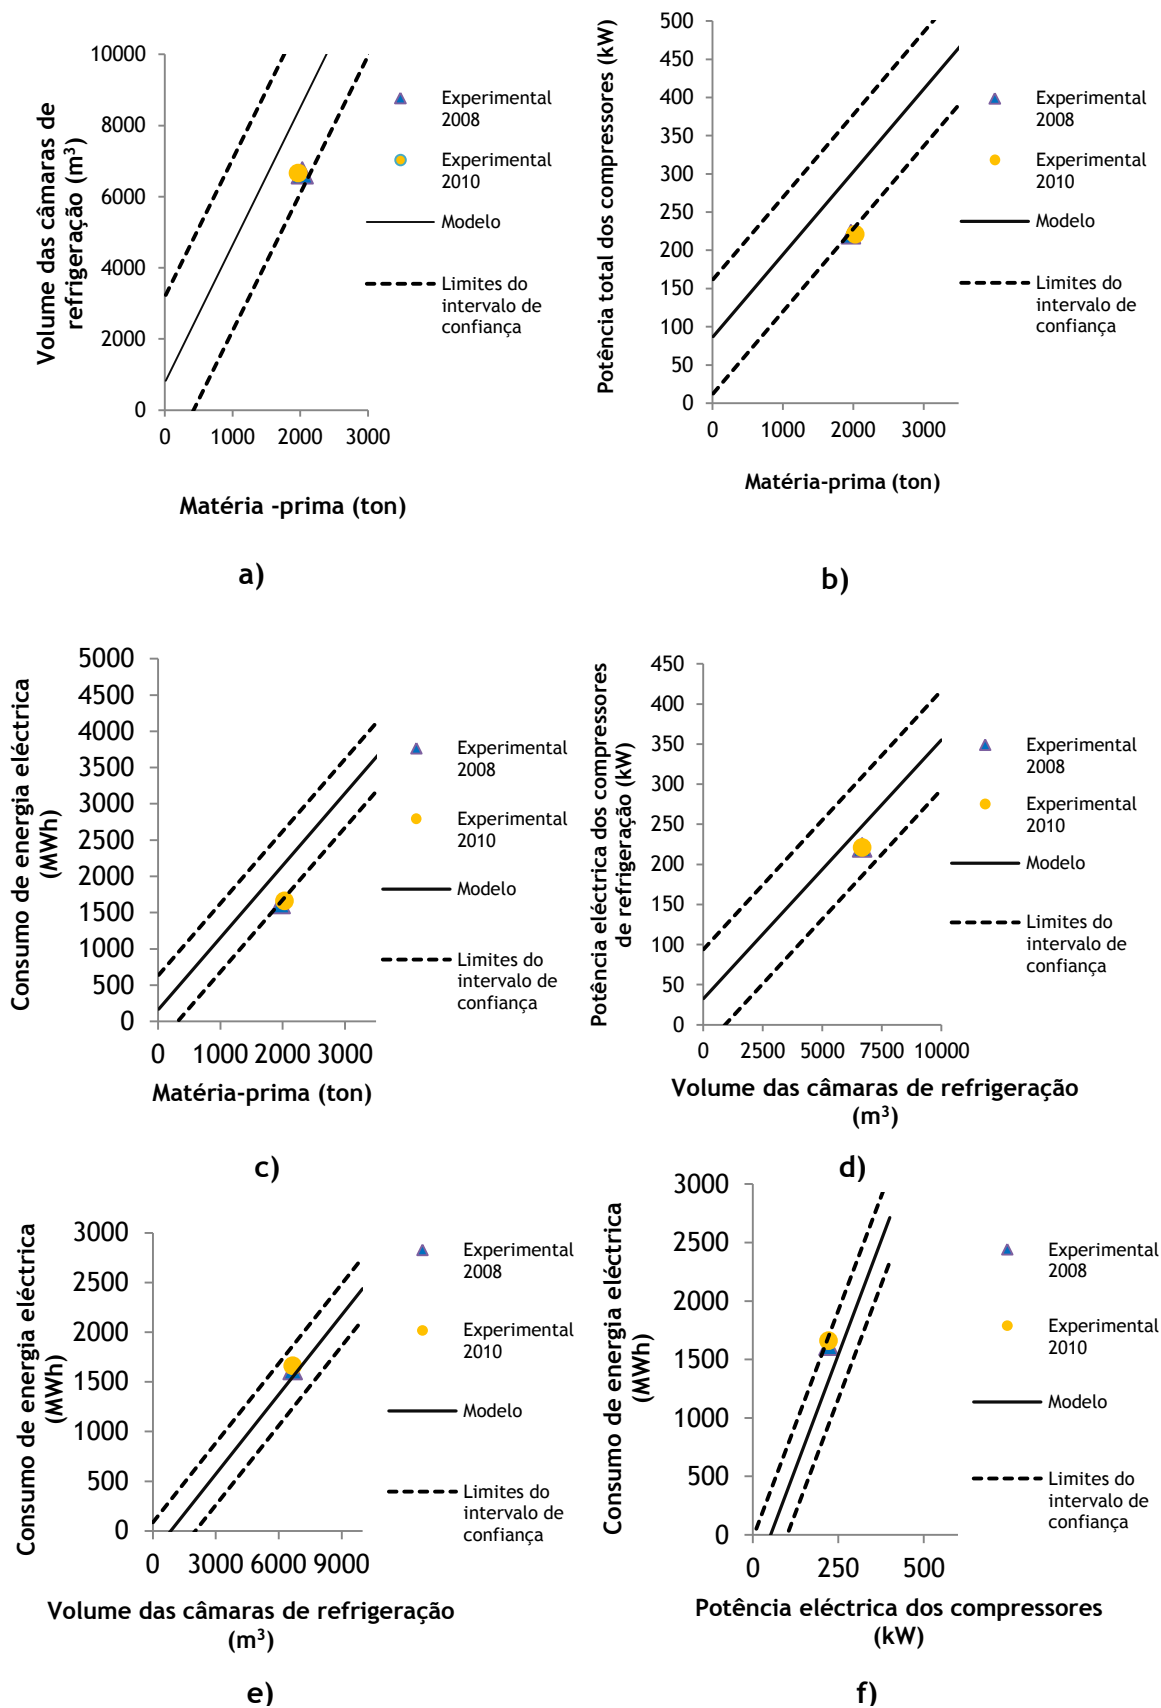 10000
8000
6000
4000
2000
0
0 1000 2000 3000
Volume das câmaras de
refrigeração (m³)
Matéria -prima (ton)
Experimental
2008
Experimental
2010
Modelo
Limites do
intervalo de
confiança
a)
500
450
400
350
300
250
200
150
100
50
0
0 1000 2000 3000
Potência total dos compressores (kW)
Matéria-prima (ton)
Experimental
2008
Experimental
2010
Modelo
Limites do
intervalo de
confiança
b)
5000
4500
4000
3500
3000
2500
2000
1500
1000
500
0
0 1000 2000 3000
Consumo de energia eléctrica
(MWh)
Matéria-prima (ton)
Experimental
2008
Experimental
2010
Modelo
Limites do
intervalo de
confiança
c)
450
400
350
300
250
200
150
100
50
0
0 2500 5000 7500 10000
Potência eléctrica dos compressores
de refrigeração (kW)
Volume das câmaras de refrigeração
(m³)
Experimental
2008
Experimental
2010
Modelo
Limites do
intervalo de
confiança
d)
3000
2500
2000
1500
1000
500
0
0 3000 6000 9000
Consumo de energia eléctrica
(MWh)
Volume das câmaras de refrigeração
(m³)
Experimental
2008
Experimental
2010
Modelo
Limites do
intervalo de
confiança
e)
3000
2500
2000
1500
1000
500
0
0 250 500
Consumo de energia eléctrica
(MWh)
Potência eléctrica dos compressores
(kW)
Experimental
2008
Experimental
2010
Modelo
Limites do
intervalo de
confiança
f)